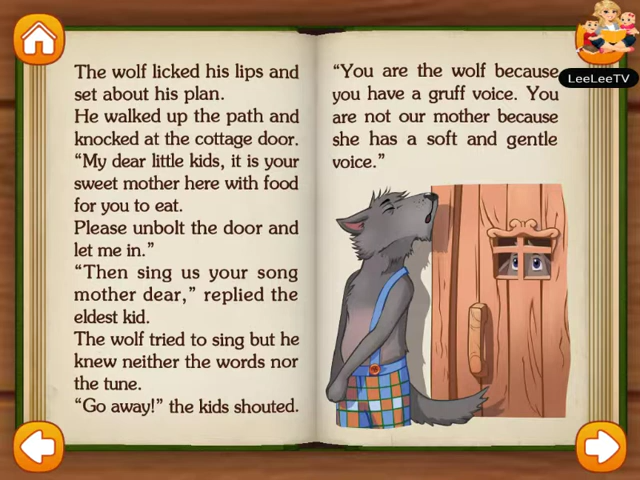 The wolf licked his lips and
set about his plan.
He walked up the path and
knocked at the cottage door.
“My dear little kids, it is your
sweet mother here with food
for you to eat.
Please unbolt the door and
let me in.”
“Then sing us your song
mother dear,” replied the
eldest kid.
The wolf tried to sing but he
knew neither the words nor
the tune.
“Go away!” the kids shouted.
“You are the wolf because
you have a gruff voice. You
are not our mother because
she has a soft and gentle
voice.”
LeeLeeTV